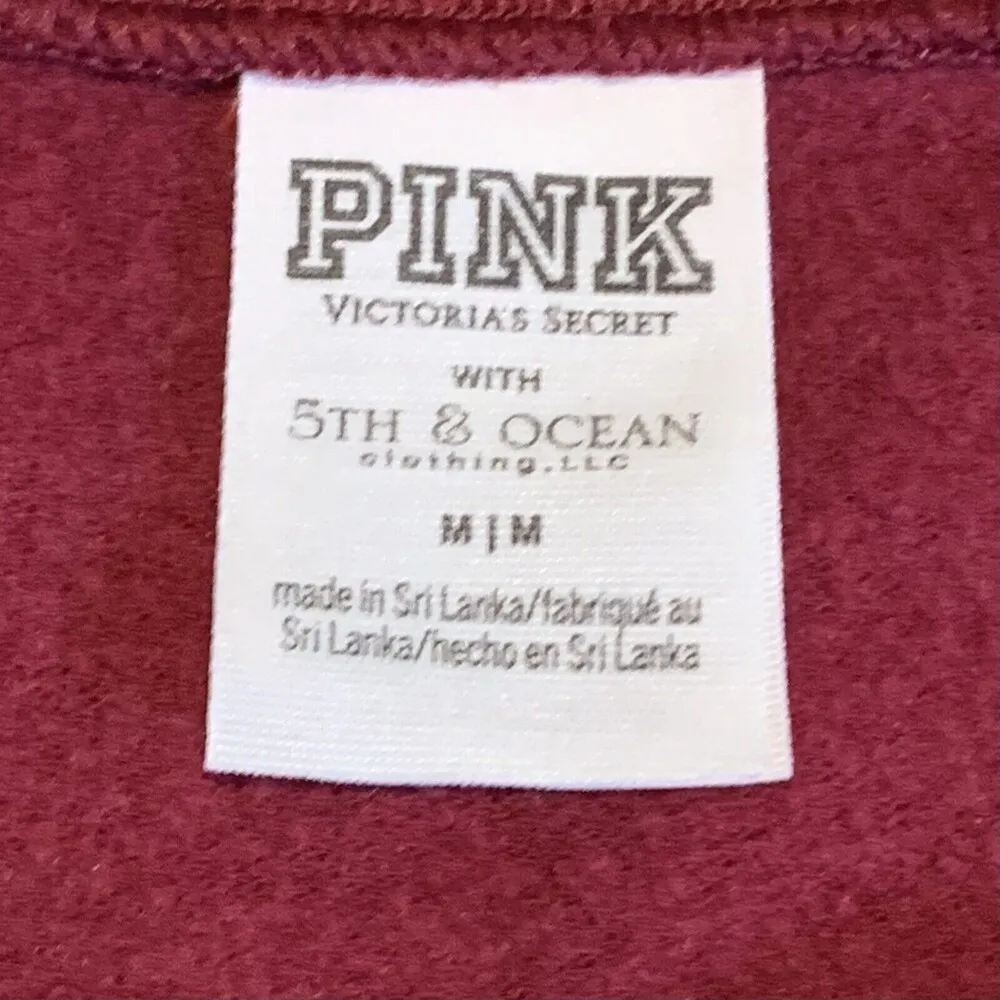 PINK
VICTORIA'S SECRET
WITH
5TH & OCEAN
clothing, LLC
M | M
made in Sri Lanka/fabriqué au
Sri Lanka/hecho en Sri Lanka